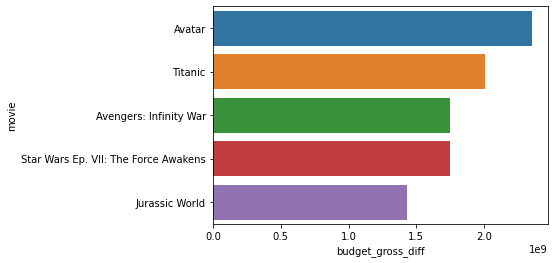 Avatar
Titanic
Avengers: Infinity War
Star Wars Ep. VII: The Force Awakens
Jurassic World
movie
0.0 0.5 1.0 1.5 2.0
1e9
budget_gross_diff